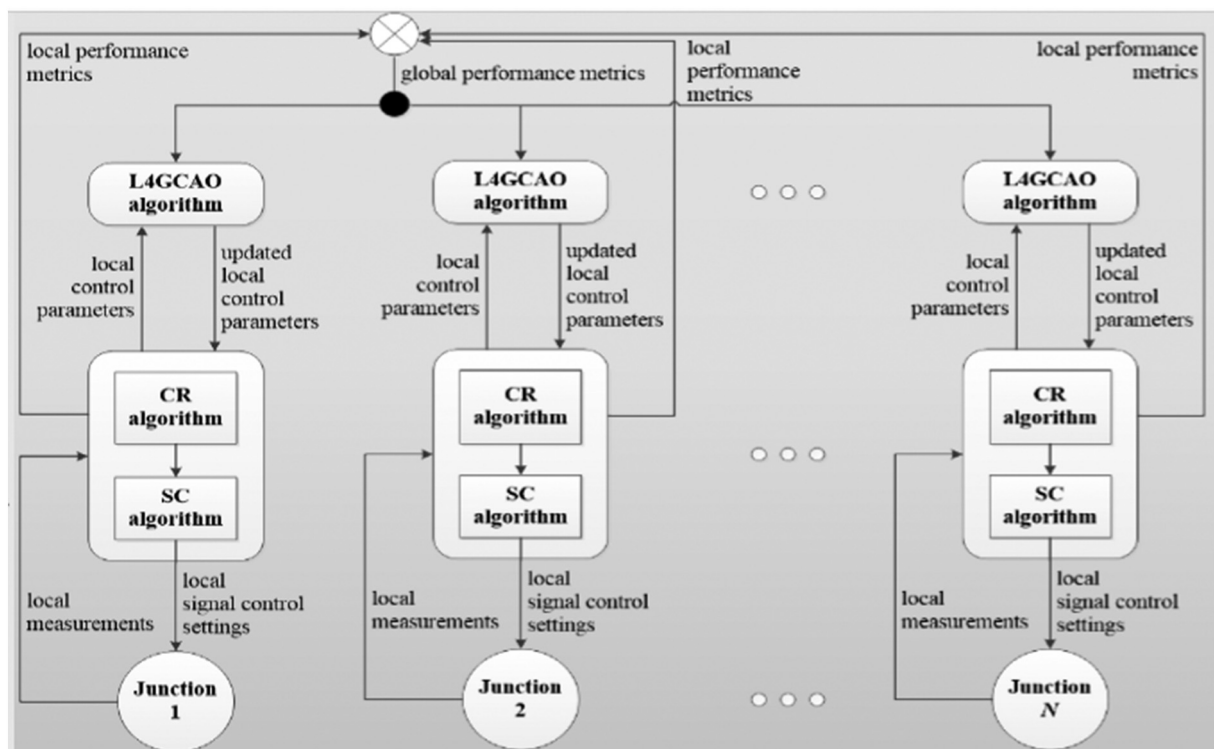 local performance
metrics
global performance metrics
local
performance
metrics
local performance
metrics
L4GCAO
algorithm
L4GCAO
algorithm
L4GCAO
algorithm
local
control
parameters
updated
local
control
parameters
local
control
parameters
updated
local
control
parameters
local
control
parameters
updated
local
control
parameters
CR
algorithm
SC
algorithm
CR
algorithm
SC
algorithm
CR
algorithm
SC
algorithm
local
measurements
local
signal control
settings
local
measurements
local
signal control
settings
local
measurements
local
signal control
settings
Junction
1
Junction
2
Junction
N